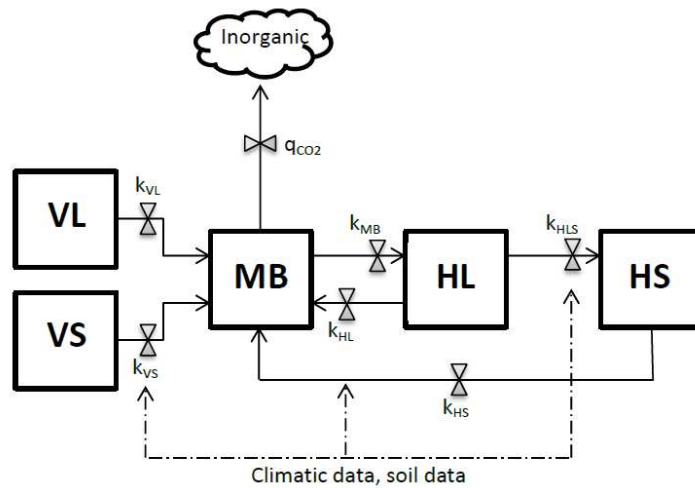 Inorganic
qCO2
kVL
VL
kMB
kHLS
MB
HL
HS
VS
kHL
kVS
kHS
Climatic data, soil data